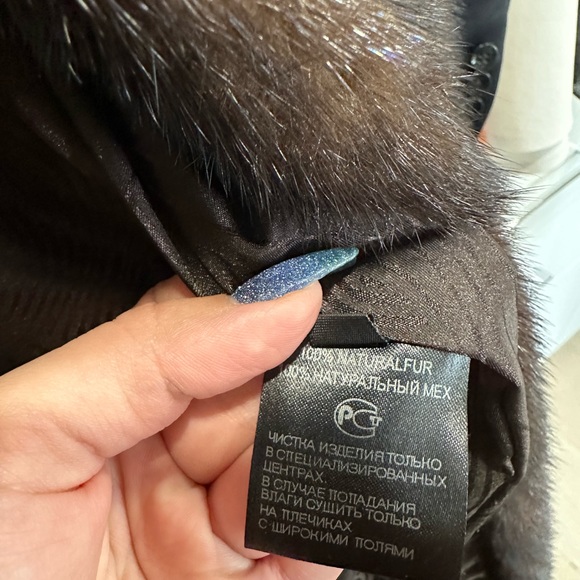 100% NATURALFUR
100% НАТУРАЛЬНЫЙ МЕХ
РСТ
ЧИСТКА ИЗДЕЛИЯ ТОЛЬКО
В СПЕЦИАЛИЗИРОВАННЫХ
ЦЕНТРАХ.
В СЛУЧАЕ ПОПАДАНИЯ
ВЛАГИ СУШИТЬ ТОЛЬКО
НА ПЛЕЧИКАХ
С ШИРОКИМИ ПОЛЯМИ